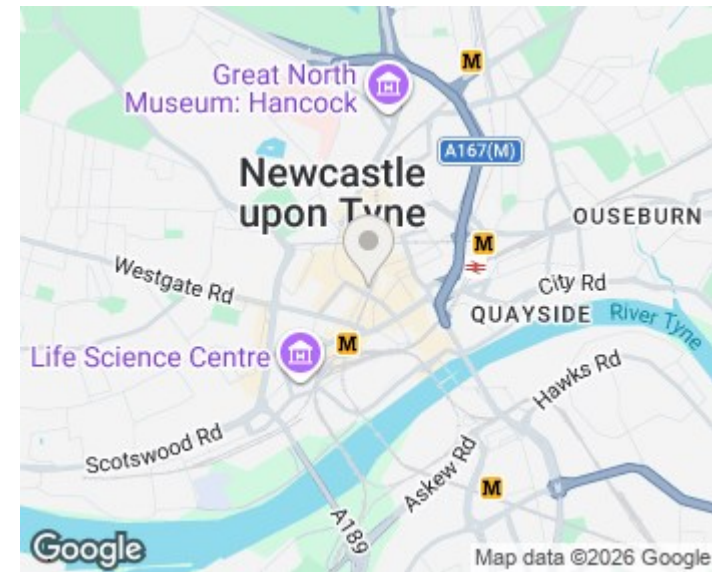 Great North
Museum: Hancock
M
A167(M)
Newcastle
upon Tyne
OUSEBURN
M
Westgate Rd
City Rd
QUAYSIDE
River Tyne
Life Science Centre
M
Hawks Rd
Scotswood Rd
Askew Rd
M
A189
Google
Map data ©2026 Google